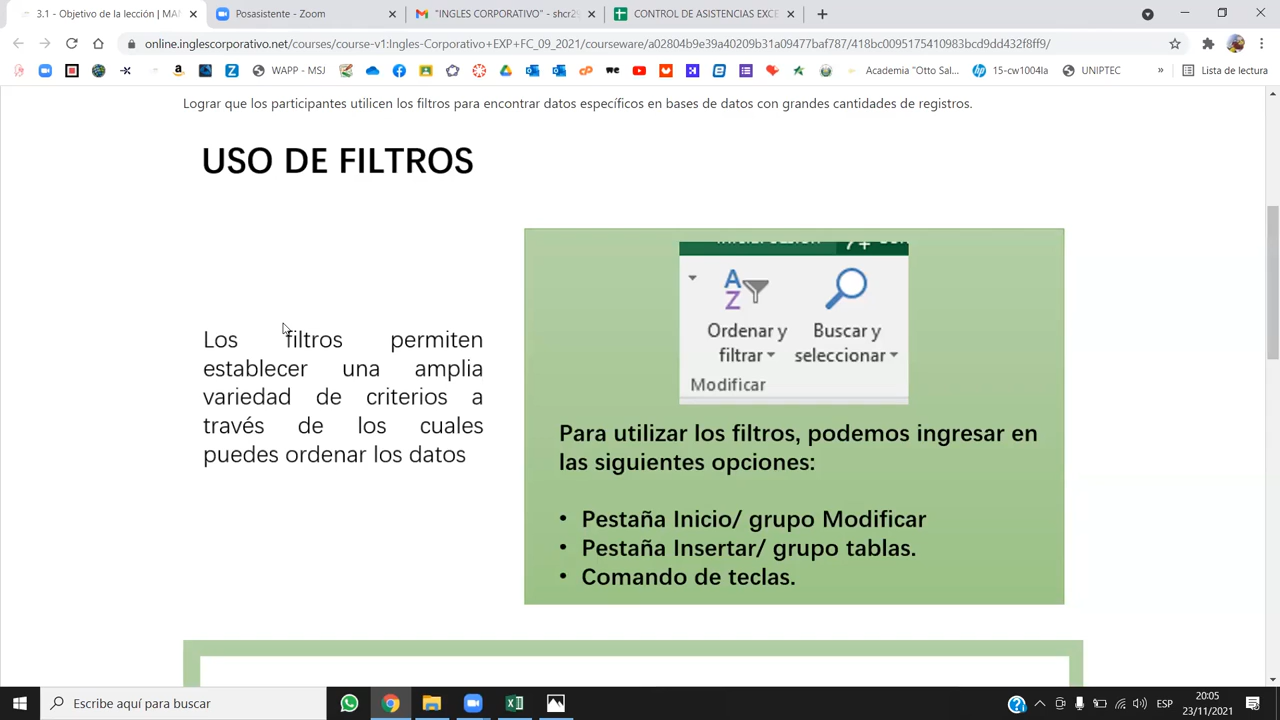 3.1 - Objetivo de la lección | MAN
Posasistente - Zoom
"INGLES CORPORATIVO" - shcr29
CONTROL DE ASISTENCIAS EXCE
online.inglescorporativo.net/courses/course-v1:Ingles-Corporativo+EXP+FC_09_2021/courseware/a02804b9e39a40209b31a09477baf787/418bc0095175410983bcd9dd432f8ff9/
WAPP - MSJ
Academia "Otto Sal...
15-cw1004la
UNIPTEC
»
Lista de lectura
Lograr que los participantes utilicen los filtros para encontrar datos específicos en bases de datos con grandes cantidades de registros.
USO DE FILTROS
Los filtros permiten
establecer una amplia
variedad de criterios a
través de los cuales
puedes ordenar los datos
Ordenar y
filtrar
Buscar y
seleccionar
Modificar
Para utilizar los filtros, podemos ingresar en
las siguientes opciones:
• Pestaña Inicio/ grupo Modificar
• Pestaña Insertar/ grupo tablas.
• Comando de teclas.
Escribe aquí para buscar
ESP
20:05
23/11/2021